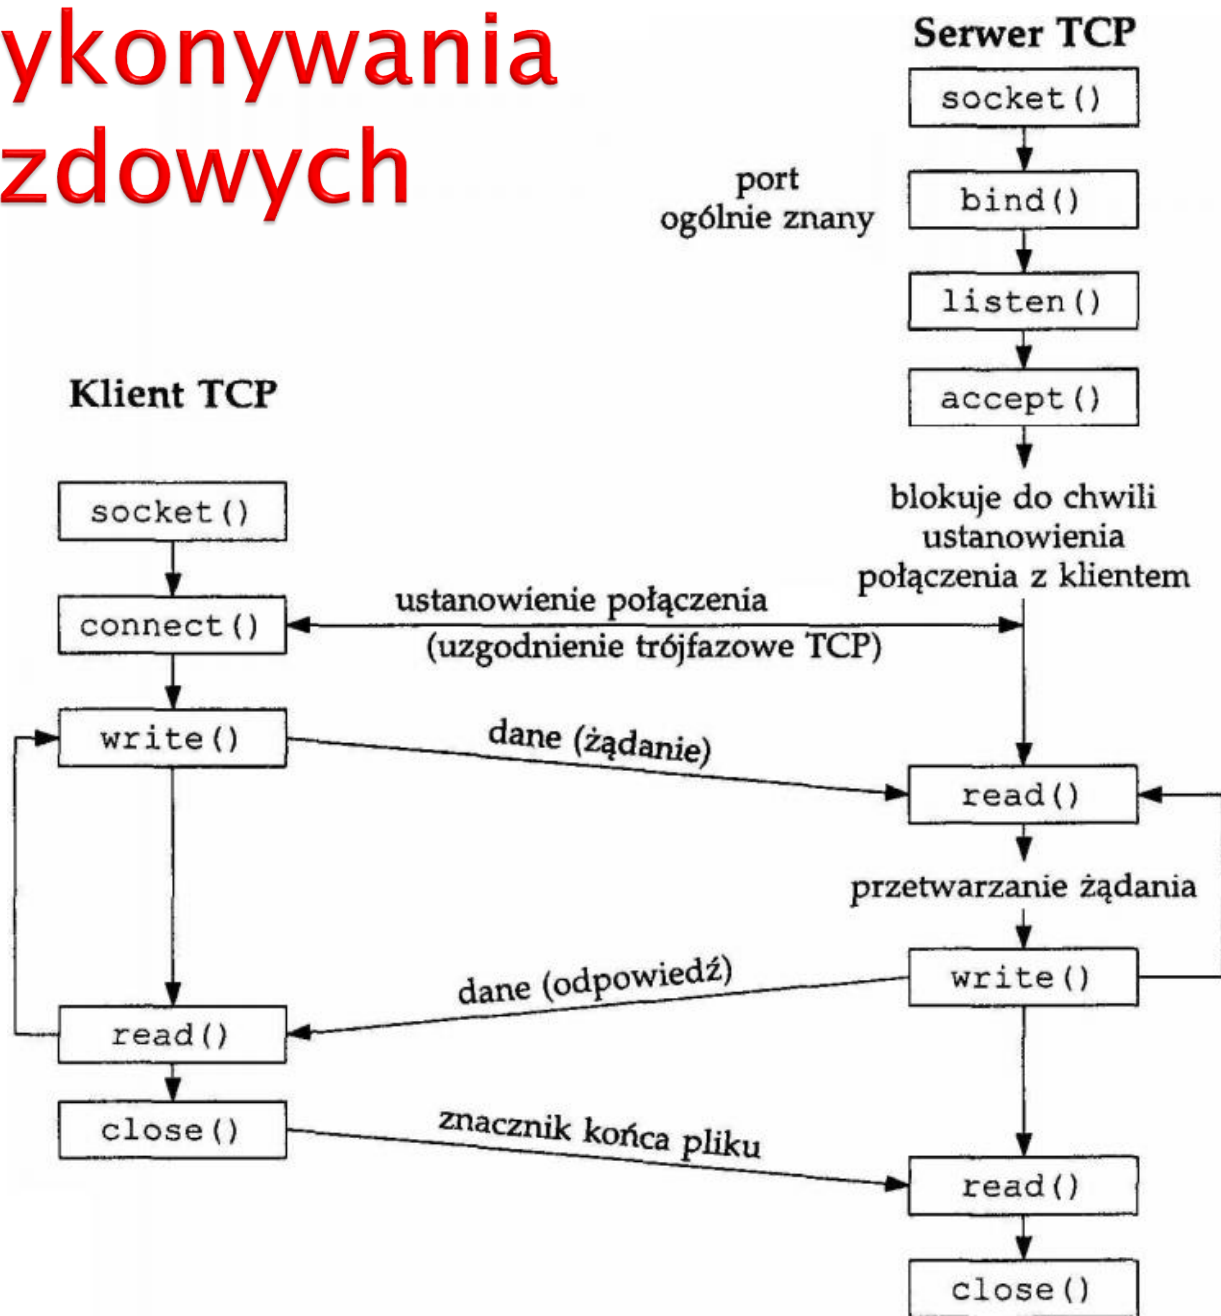 ykonywania
zdowych
Serwer TCP
socket()
port
ogólnie znany
bind()
listen()
accept()
blokuje do chwili
ustanowienia
połączenia z klientem
Klient TCP
socket()
connect()
ustanowienie połączenia
(uzgodnienie trójfazowe TCP)
write()
dane (żądanie)
read()
przetwarzanie żądania
write()
dane (odpowiedź)
read()
close()
znacznik końca pliku
read()
close()